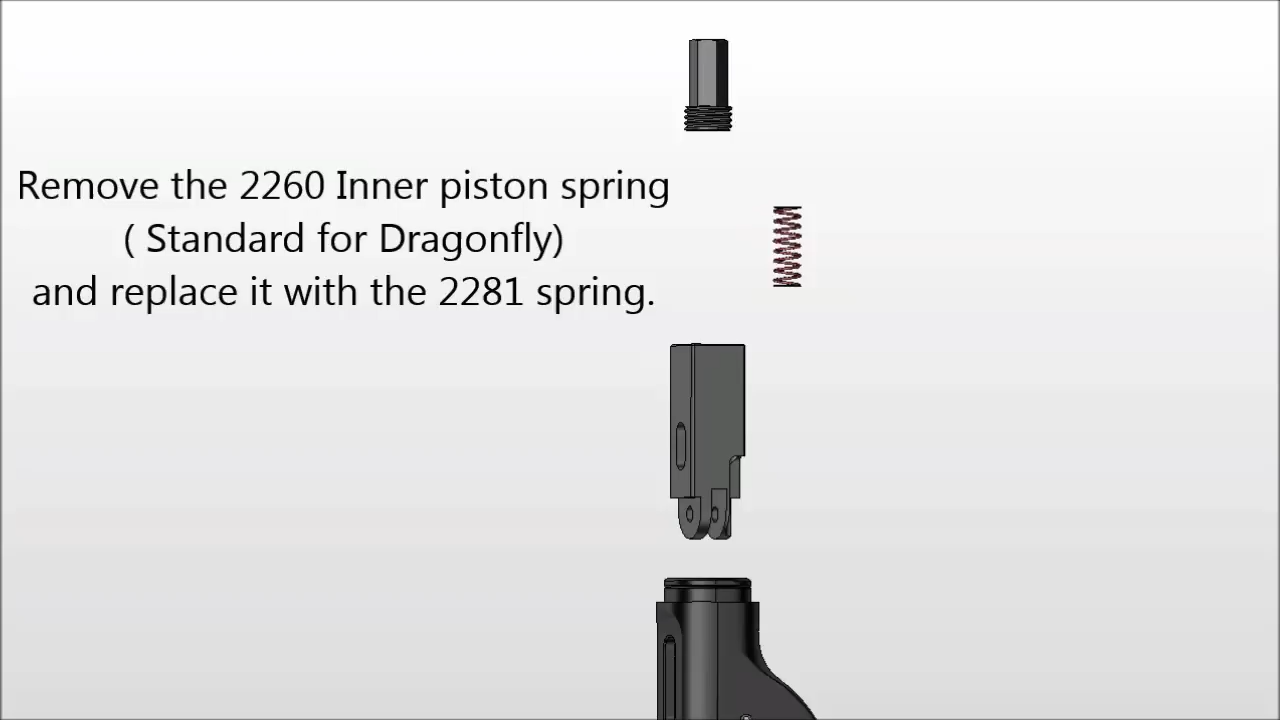 Remove the 2260 Inner piston spring
( Standard for Dragonfly)
and replace it with the 2281 spring.